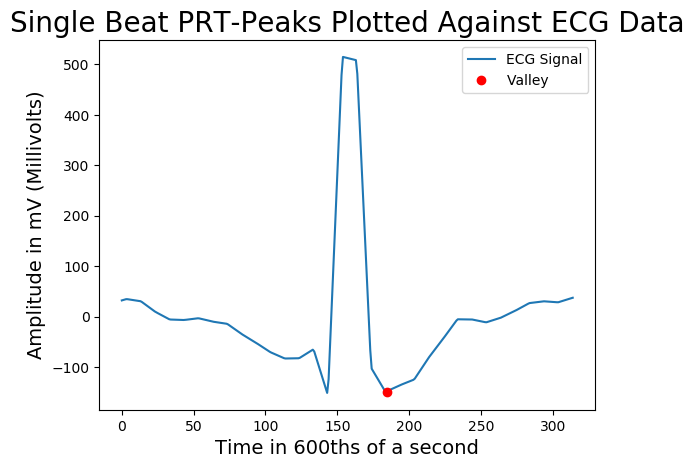 Single Beat PRT-Peaks Plotted Against ECG Data
ECG Signal
Valley
Amplitude in mV (Millivolts)
500
400
300
200
100
0
−100
0 50 100 150 200 250 300
Time in 600ths of a second